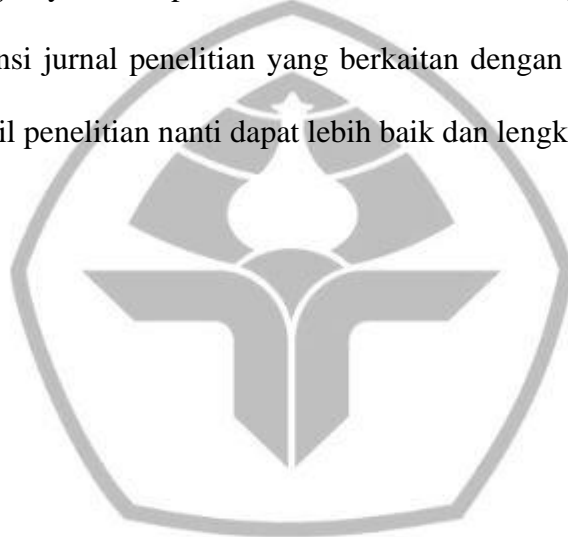 nsi jurnal penelitian yang berkaitan dengan
il penelitian nanti dapat lebih baik dan lengk